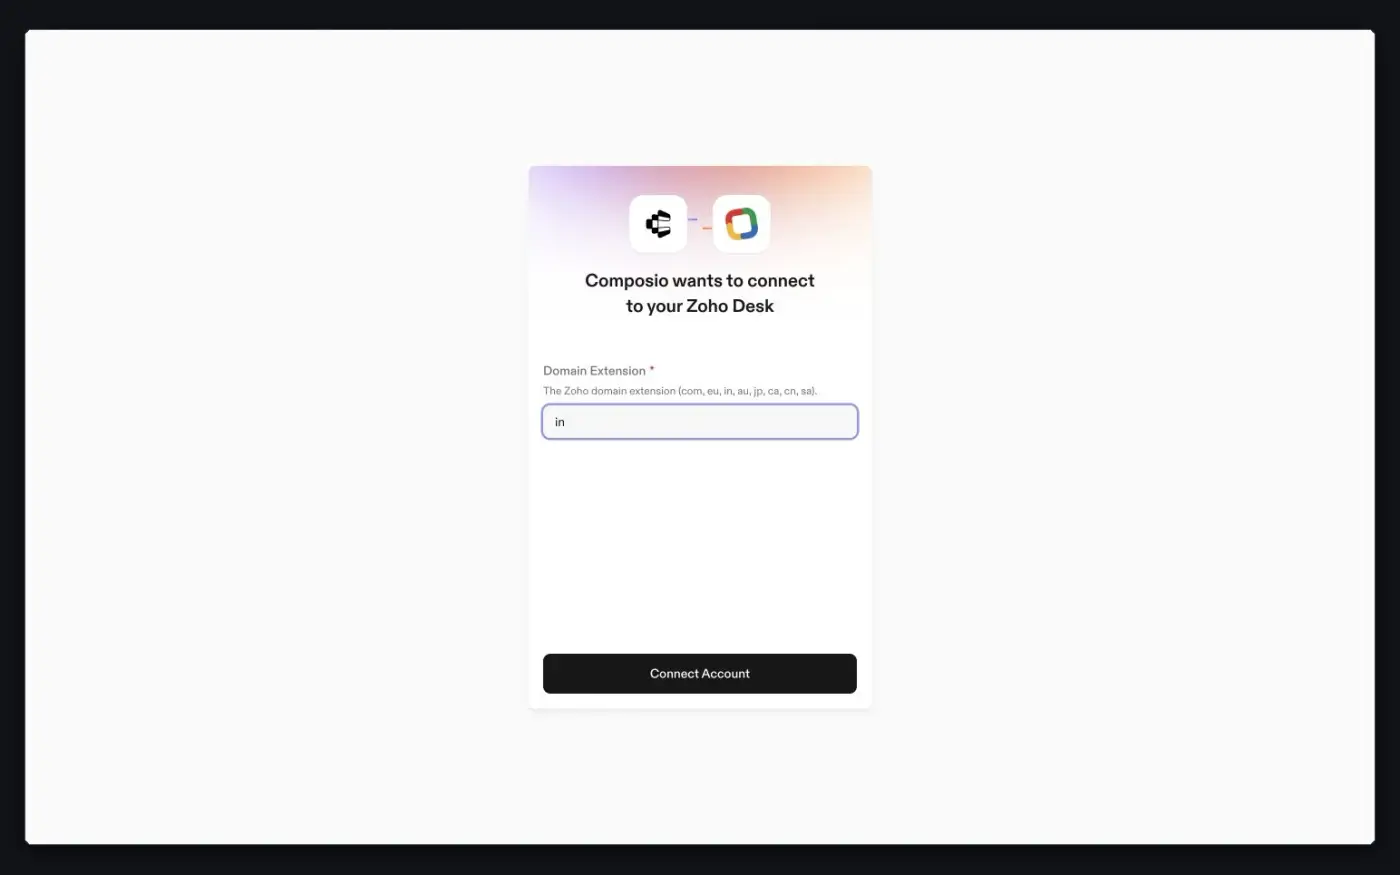 Composio wants to connect
to your Zoho Desk
Domain Extension *
The Zoho domain extension (com, eu, in, au, jp, ca, cn, sa).
in
Connect Account